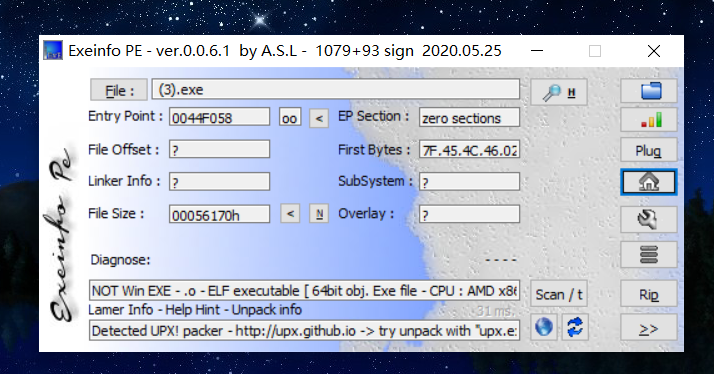 Exeinfo PE - ver.0.0.6.1 by A.S.L - 1079+93 sign 2020.05.25
File : (3).exe H
Entry Point : 0044F058 oo < EP Section : zero sections
File Offset : ? First Bytes : 7F.45.4C.46.02 Plug
Linker Info : ? SubSystem : ?
File Size : 00056170h < N Overlay : ?
Diagnose: - - - -
NOT Win EXE - .o - ELF executable [ 64bit obj. Exe file - CPU : AMD x86 Scan / t Rip
Lamer Info - Help Hint - Unpack info 31 ms.
Detected UPX! packer - http://upx.github.io -> try unpack with "upx.e >>
Exeinfo Pe